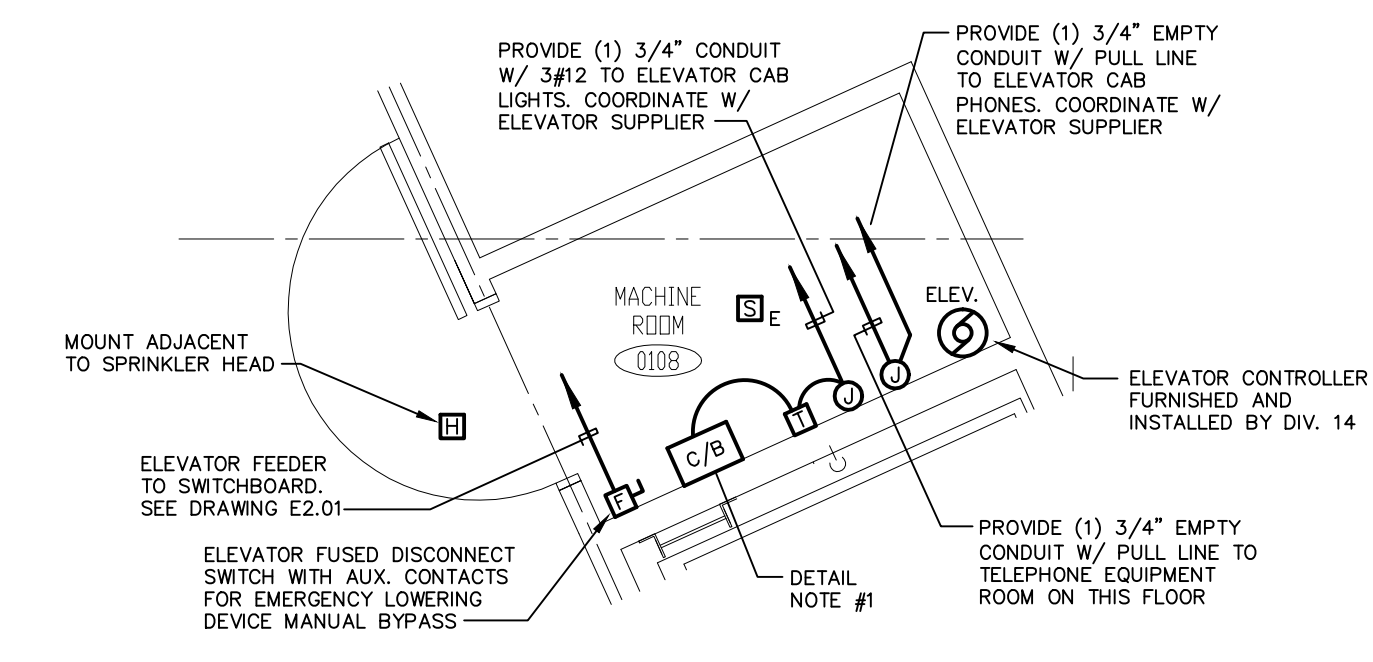 PROVIDE (1) 3/4" CONDUIT
W/ 3#12 TO ELEVATOR CAB
LIGHTS. COORDINATE W/
ELEVATOR SUPPLIER
PROVIDE (1) 3/4" EMPTY
CONDUIT W/ PULL LINE
TO ELEVATOR CAB
PHONES. COORDINATE W/
ELEVATOR SUPPLIER
MACHINE
ROOM
0108
S E
ELEV.
MOUNT ADJACENT
TO SPRINKLER HEAD
H
J
J
T
C/B
F
ELEVATOR CONTROLLER
FURNISHED AND
INSTALLED BY DIV. 14
ELEVATOR FEEDER
TO SWITCHBOARD.
SEE DRAWING E2.01
ELEVATOR FUSED DISCONNECT
SWITCH WITH AUX. CONTACTS
FOR EMERGENCY LOWERING
DEVICE MANUAL BYPASS
DETAIL
NOTE #1
PROVIDE (1) 3/4" EMPTY
CONDUIT W/ PULL LINE TO
TELEPHONE EQUIPMENT
ROOM ON THIS FLOOR